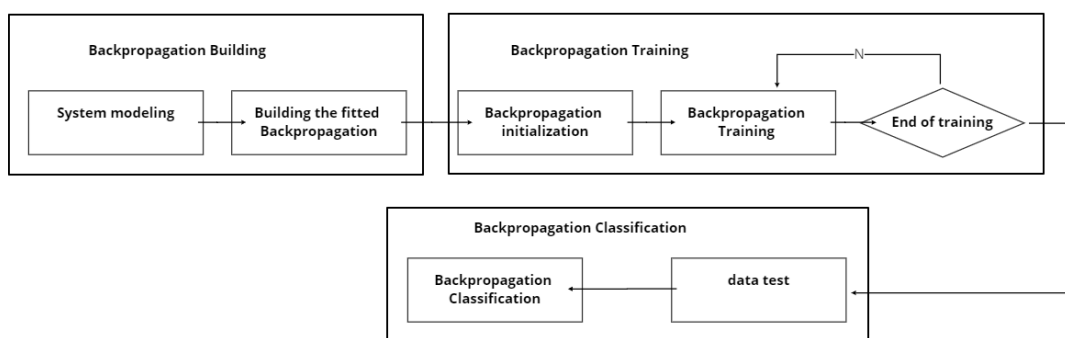 Backpropagation Building
System modeling
Building the fitted
Backpropagation
Backpropagation Training
Backpropagation
initialization
Backpropagation
Training
N
End of training
Backpropagation Classification
data test
Backpropagation
Classification